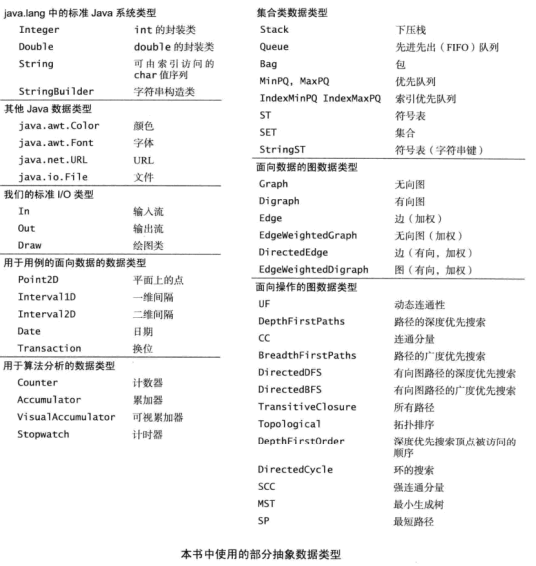 java.lang 中的标准 Java 系统类型
Integer int 的封装类
Double double 的封装类
String 可由索引访问的
char 值序列
StringBuilder 字符串构造类
其他 Java 数据类型
java.awt.Color 颜色
java.awt.Font 字体
java.net.URL URL
java.io.File 文件
我们的标准 I/O 类型
In 输入流
Out 输出流
Draw 绘图类
用于用例的面向数据的数据类型
Point2D 平面上的点
Interval1D 一维间隔
Interval2D 二维间隔
Date 日期
Transaction 换位
用于算法分析的数据类型
Counter 计数器
Accumulator 累加器
VisualAccumulator 可视累加器
Stopwatch 计时器
集合类数据类型
Stack 下压栈
Queue 先进先出（FIFO）队列
Bag 包
MinPQ, MaxPQ 优先队列
IndexMinPQ IndexMaxPQ 索引优先队列
ST 符号表
SET 集合
StringST 符号表（字符串键）
面向数据的图数据类型
Graph 无向图
Digraph 有向图
Edge 边（加权）
EdgeWeightedGraph 无向图（加权）
DirectedEdge 边（有向，加权）
EdgeWeightedDigraph 图（有向，加权）
面向操作的图数据类型
UF 动态连通性
DepthFirstPaths 路径的深度优先搜索
CC 连通分量
BreadthFirstPaths 路径的广度优先搜索
DirectedDFS 有向图路径的深度优先搜索
DirectedBFS 有向图路径的广度优先搜索
TransitiveClosure 所有路径
Topological 拓扑排序
DepthFirstOrder 深度优先搜索顶点被访问的
顺序
DirectedCycle 环的搜索
SCC 强连通分量
MST 最小生成树
SP 最短路径
本书中使用的部分抽象数据类型